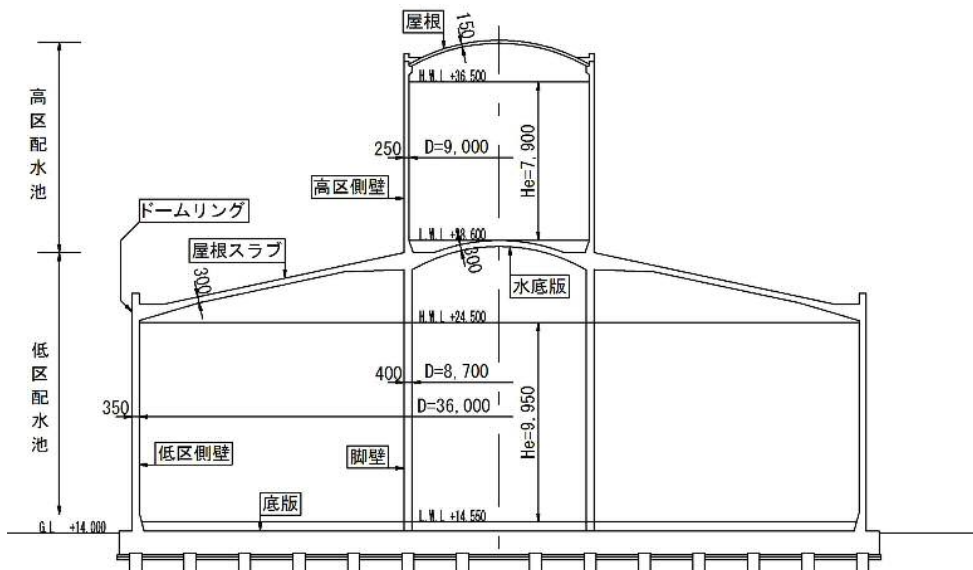 屋根
150
H.W.L +36.500
高区配水池
250
D=9,000
He=7,900
高区側壁
ドームリング
L.W.L +28.600
屋根スラブ
300
300
水底版
H.W.L +24.500
低区配水池
400
D=8,700
350
D=36,000
He=9,950
低区側壁
脚壁
底版
L.W.L +14.550
G.L +14.000